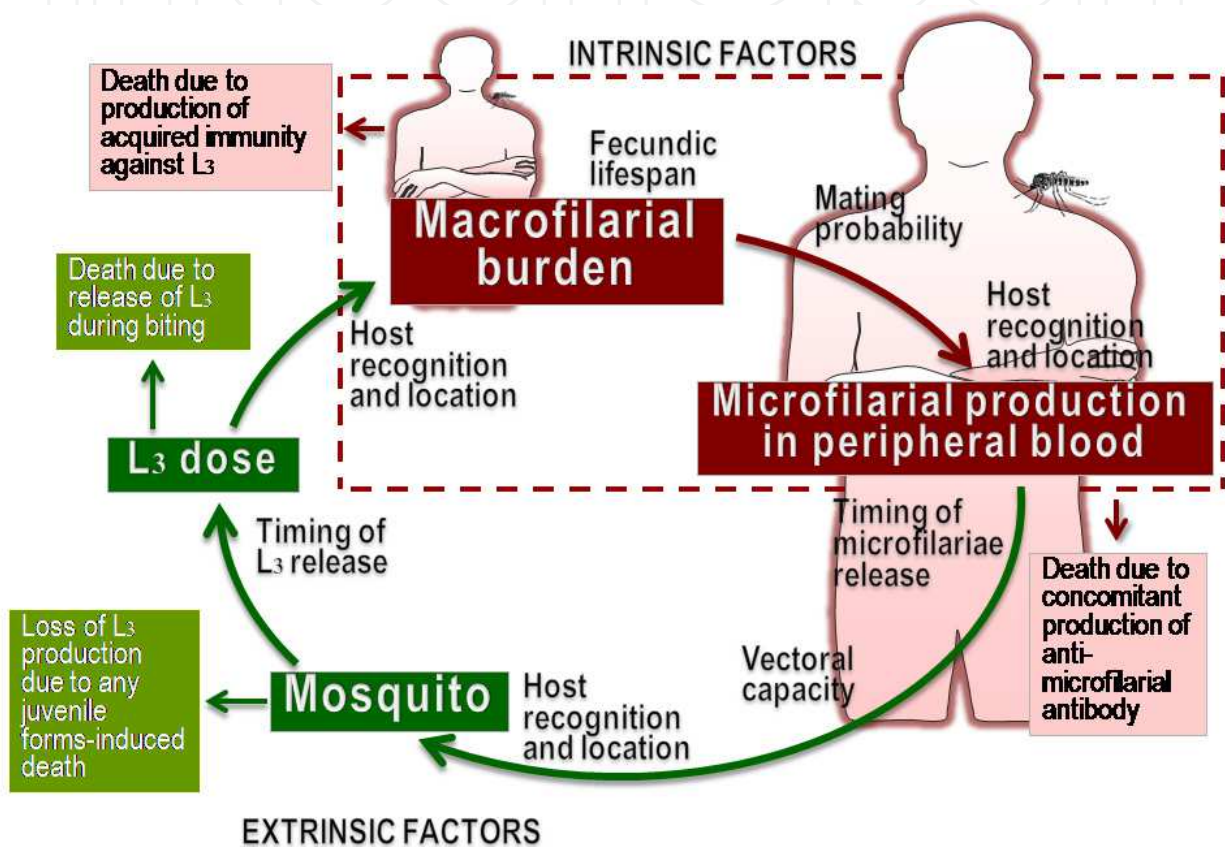 INTRINSIC FACTORS
Death due to
production of
acquired immunity
against L3
Fecundic
lifespan
Mating
probability
Macrofilarial
burden
Death due to
release of L3
during biting
Host
recognition
and location
Host
recognition
and location
Microfilarial production
in peripheral blood
L3 dose
Timing of
L3 release
Timing of
microfilariae
release
Death due to
concomitant
production of
anti-
microfilarial
antibody
Loss of L3
production
due to any
juvenile
forms-induced
death
Mosquito
Host
recognition
and location
Vectoral
capacity
EXTRINSIC FACTORS